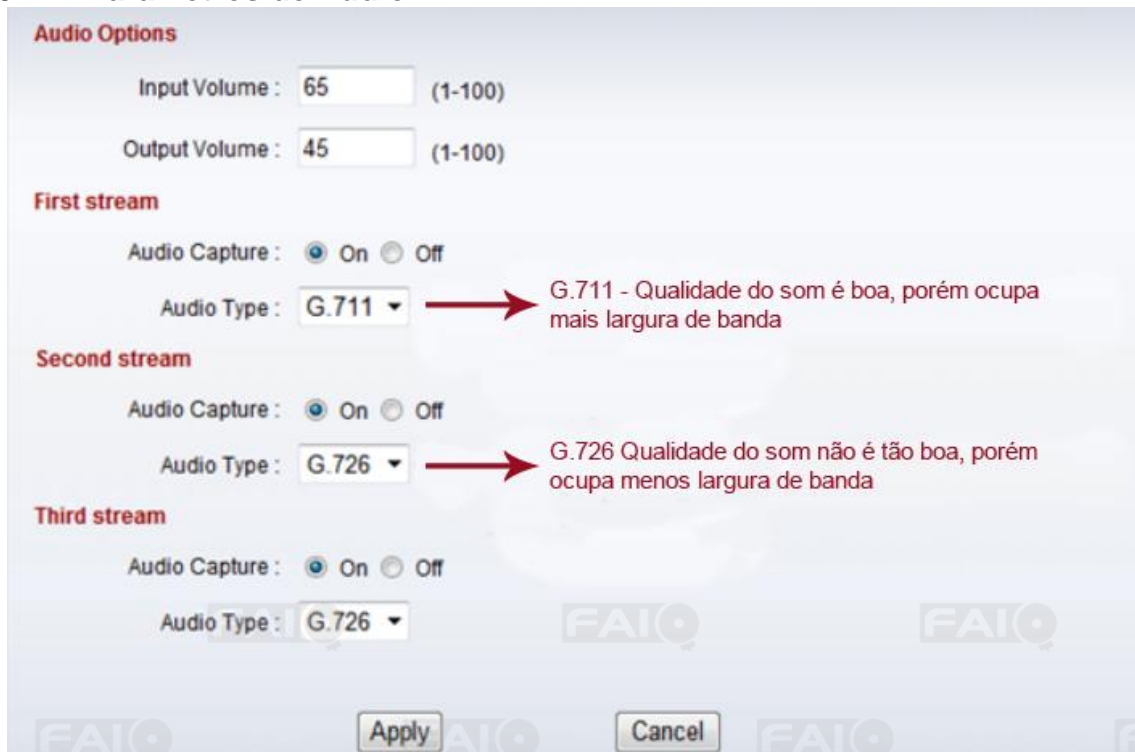 Audio Options
Input Volume : 65 (1-100)
Output Volume : 45 (1-100)
First stream
Audio Capture : On Off
Audio Type : G.711
G.711 - Qualidade do som é boa, porém ocupa
mais largura de banda
Second stream
Audio Capture : On Off
Audio Type : G.726
G.726 Qualidade do som não é tão boa, porém
ocupa menos largura de banda
Third stream
Audio Capture : On Off
Audio Type : G.726
Apply Cancel